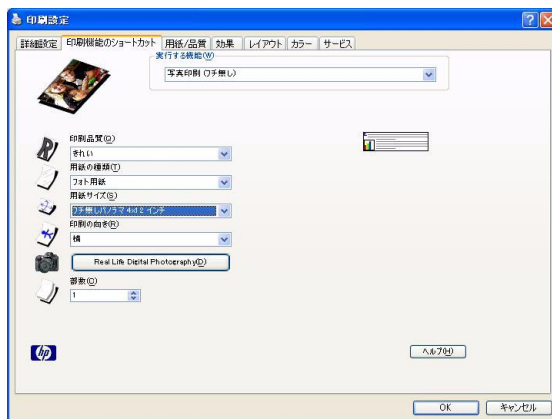 印刷設定
詳細設定 印刷機能のショートカット 用紙/品質 効果 レイアウト カラー サービス
実行する機能(W)
写真印刷 (フチ無し)
印刷品質(Q)
きれい
用紙の種類(T)
フォト用紙
用紙サイズ(S)
フチ無しパノラマ 4x12 インチ
印刷の向き(R)
横
Real Life Digital Photography(D)
部数(O)
1
hp
ヘルプ(H)
OK キャンセル